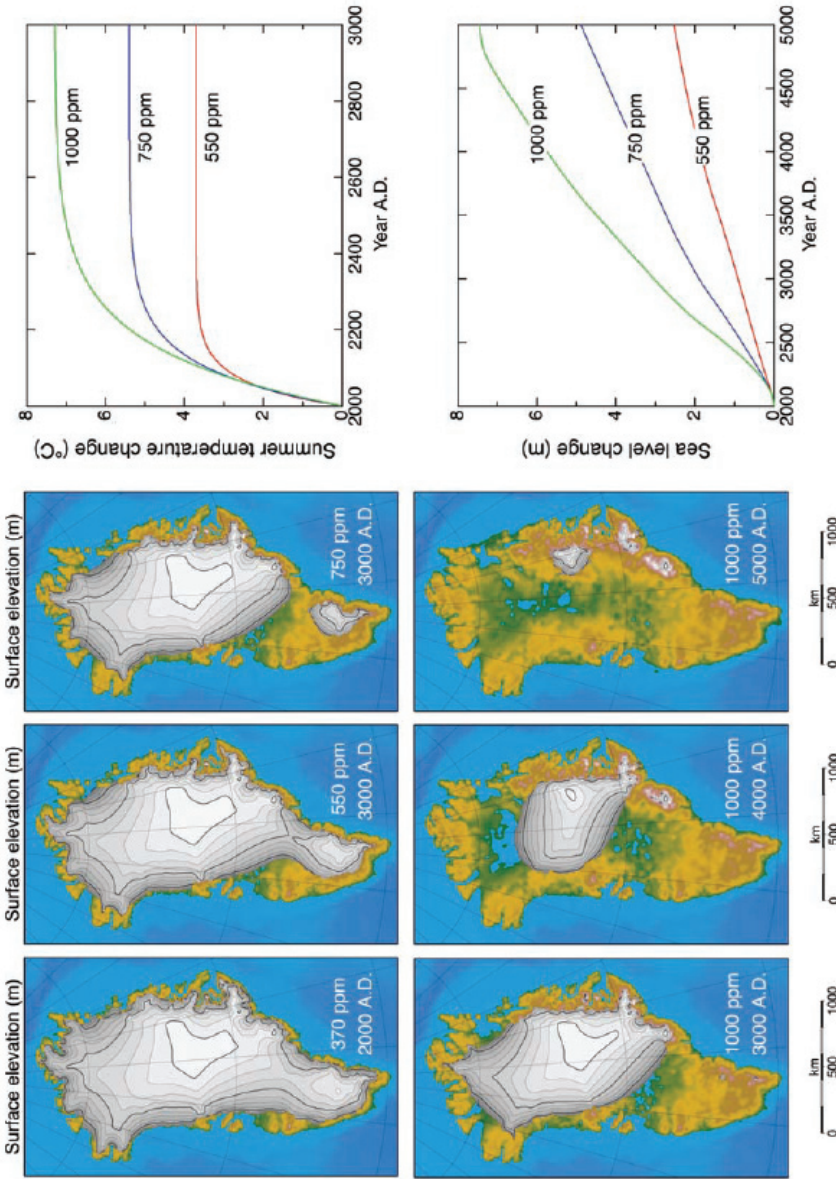 Surface elevation (m)
370 ppm
2000 A.D.
Surface elevation (m)
550 ppm
3000 A.D.
Surface elevation (m)
750 ppm
3000 A.D.
1000 ppm
3000 A.D.
km
0 500 1000
1000 ppm
4000 A.D.
km
0 500 1000
1000 ppm
5000 A.D.
km
0 500 1000
Summer temperature change (°C)
8
6
4
2
0
1000 ppm
750 ppm
550 ppm
2000 2200 2400 2600 2800 3000
Year A.D.
Sea level change (m)
8
6
4
2
0
1000 ppm
750 ppm
550 ppm
2000 2500 3000 3500 4000 4500 5000
Year A.D.